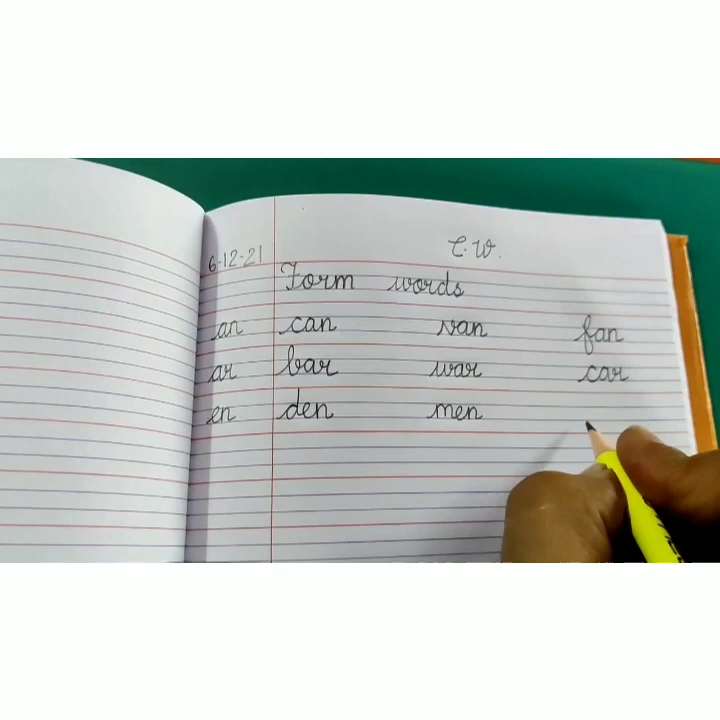 C.W.
6-12-21
Form words
an can van fan
ar bar war car
en den men